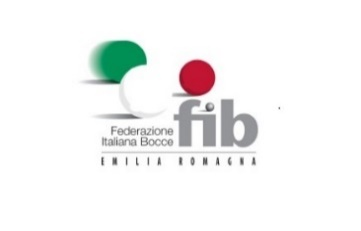 Federazione
Italiana Bocce
fib
EMILIA ROMAGNA